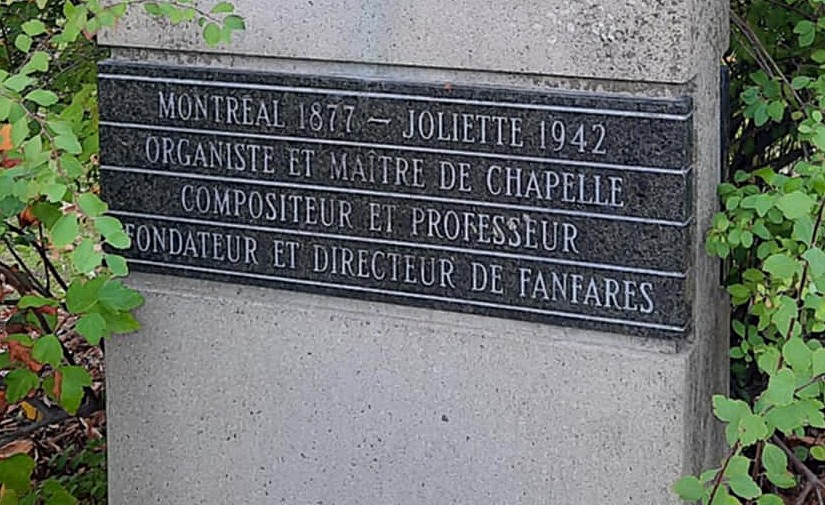 MONTRÉAL 1877 – JOLIETTE 1942
ORGANISTE ET MAÎTRE DE CHAPELLE
COMPOSITEUR ET PROFESSEUR
FONDATEUR ET DIRECTEUR DE FANFARES